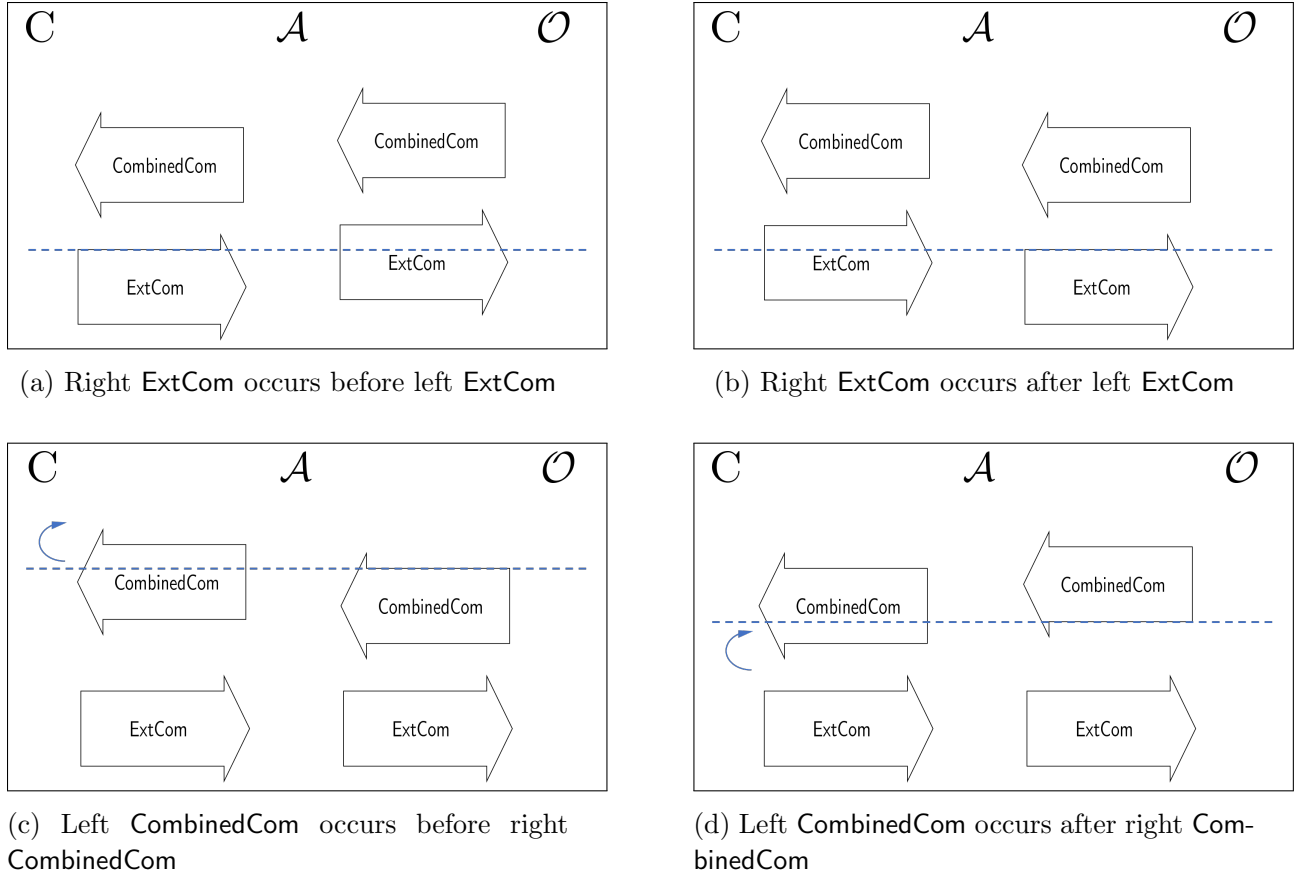 C 𝒜 𝒪
CombinedCom
CombinedCom
ExtCom
ExtCom
(a) Right ExtCom occurs before left ExtCom
C 𝒜 𝒪
CombinedCom
CombinedCom
ExtCom
ExtCom
(b) Right ExtCom occurs after left ExtCom
C 𝒜 𝒪
CombinedCom
CombinedCom
ExtCom
ExtCom
(c) Left CombinedCom occurs before right
CombinedCom
C 𝒜 𝒪
CombinedCom
CombinedCom
ExtCom
ExtCom
(d) Left CombinedCom occurs after right Com-
binedCom